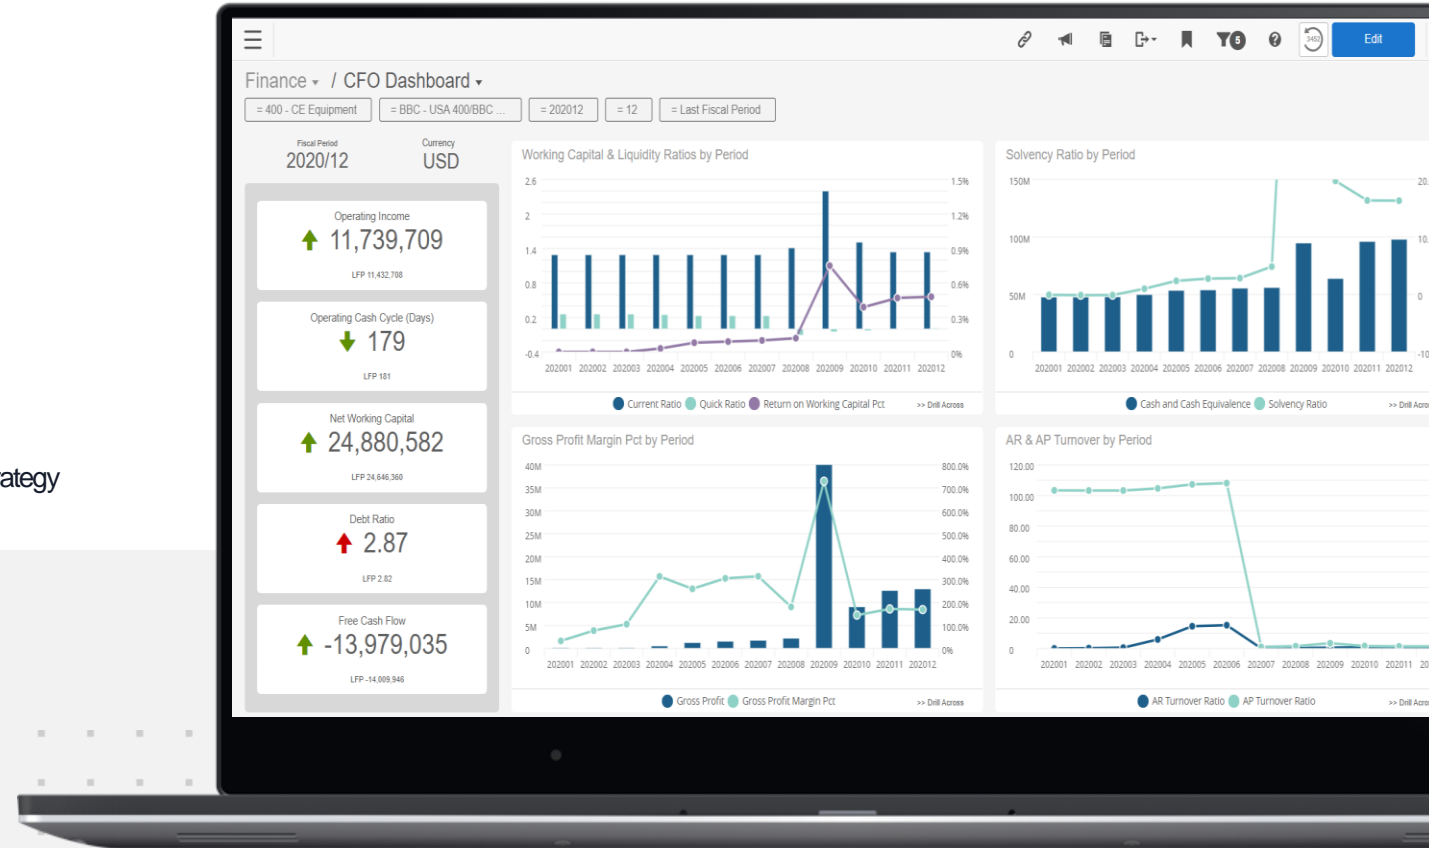 3452
Edit
Finance / CFO Dashboard
= 400 - CE Equipment
= BBC - USA 400/BBC ...
= 202012
= 12
= Last Fiscal Period
5
Fiscal Period
2020/12
Currency
USD
Operating Income
11,739,709
LFP 11,432,708
Operating Cash Cycle (Days)
179
LFP 181
Net Working Capital
24,880,582
LFP 24,646,360
Debt Ratio
2.87
LFP 2.82
Free Cash Flow
-13,979,035
LFP -14,009,946
Working Capital & Liquidity Ratios by Period
2.6
2
1.4
0.8
0.2
-0.4
1.5%
1.2%
0.9%
0.6%
0.3%
0%
202001 202002 202003 202004 202005 202006 202007 202008 202009 202010 202011 202012
Current Ratio Quick Ratio Return on Working Capital Pct >> Drill Across
Solvency Ratio by Period
150M
100M
50M
0
20.
10.
0
-10
202001 202002 202003 202004 202005 202006 202007 202008 202009 202010 202011 202012
Cash and Cash Equivalence Solvency Ratio >> Drill Acro
Gross Profit Margin Pct by Period
40M
35M
30M
25M
20M
15M
10M
5M
0
800.0%
700.0%
600.0%
500.0%
400.0%
300.0%
200.0%
100.0%
0%
202001 202002 202003 202004 202005 202006 202007 202008 202009 202010 202011 202012
Gross Profit Gross Profit Margin Pct >> Drill Across
AR & AP Turnover by Period
120.00
100.00
80.00
60.00
40.00
20.00
0
202001 202002 202003 202004 202005 202006 202007 202008 202009 202010 202011 20
AR Turnover Ratio AP Turnover Ratio >> Drill Acro
ategy